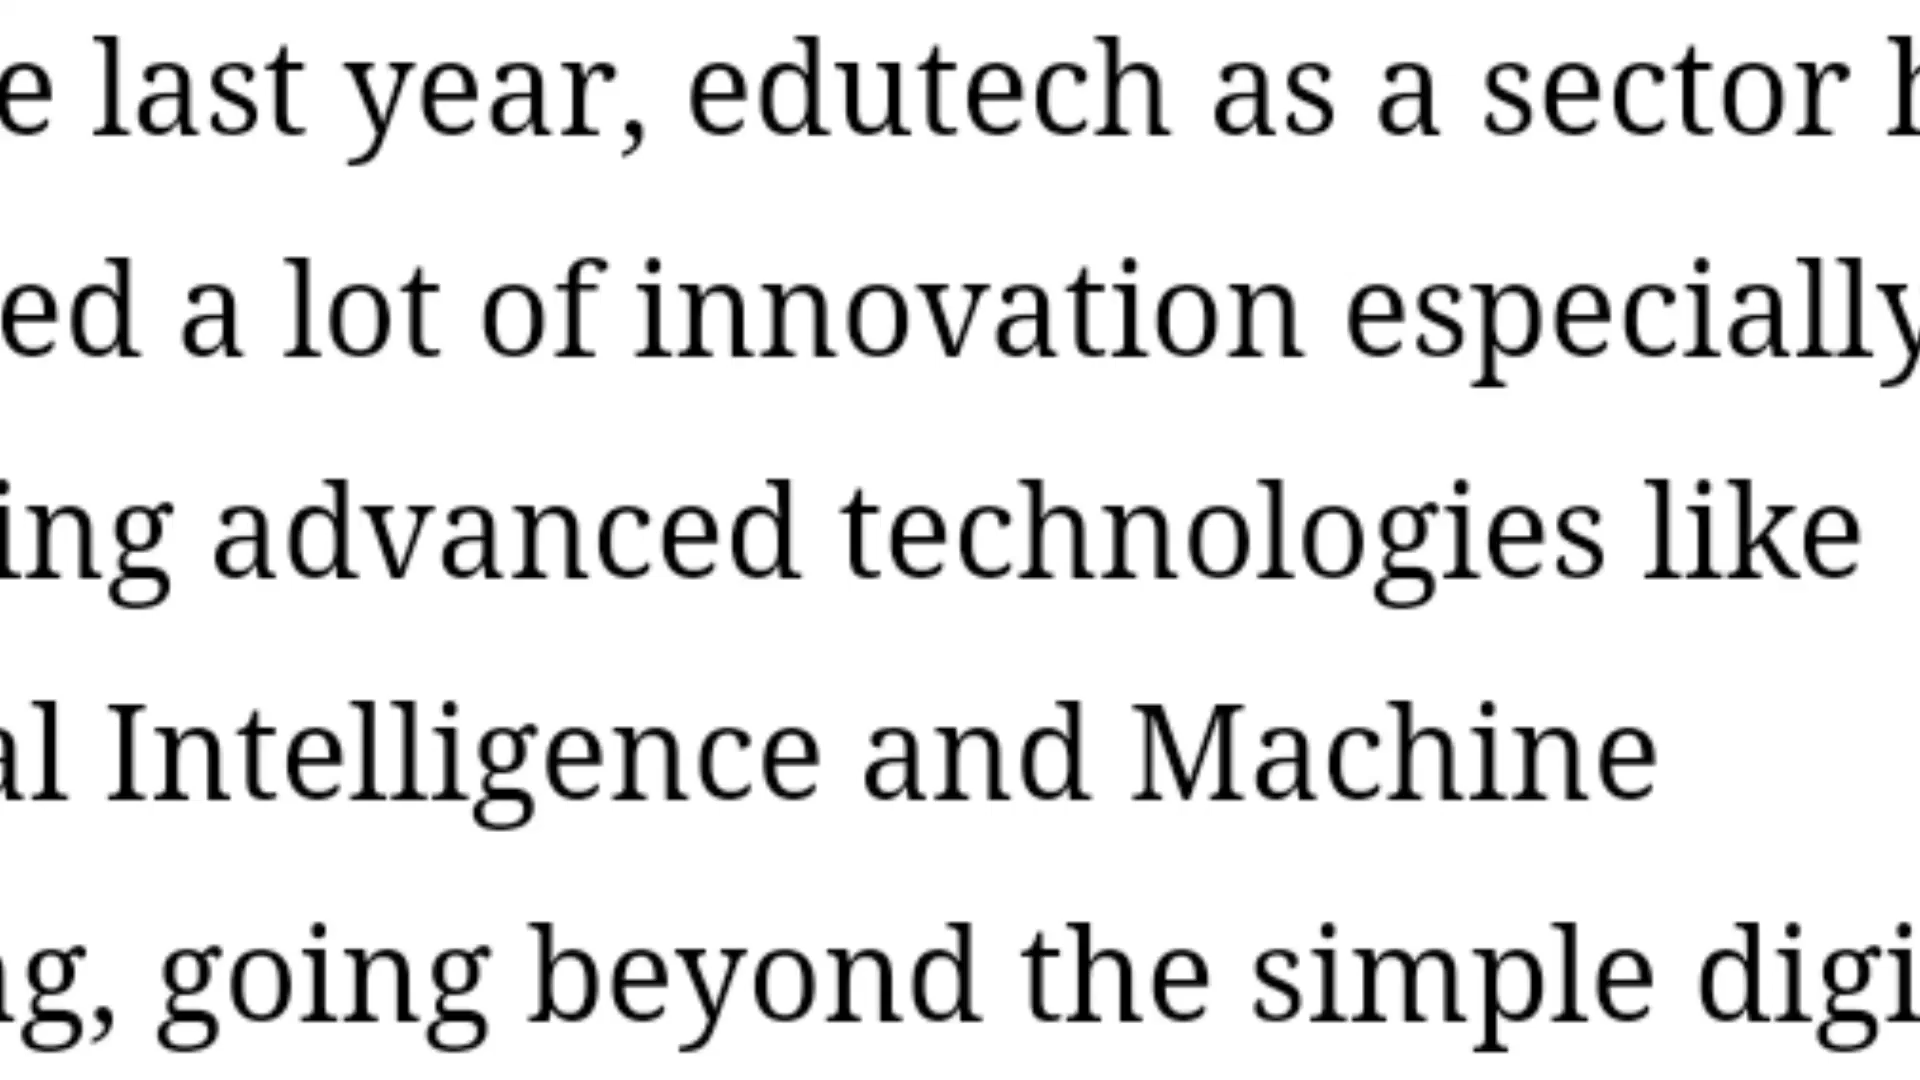 e last year, edutech as a sector h
ed a lot of innovation especially
ing advanced technologies like
al Intelligence and Machine
ng, going beyond the simple digi